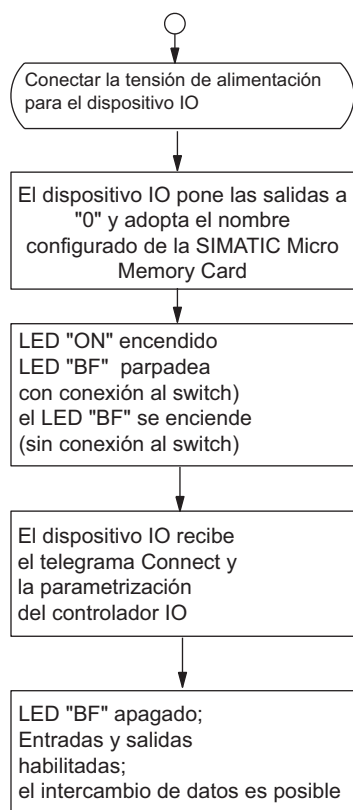 Conectar la tensión de alimentación
para el dispositivo IO
El dispositivo IO pone las salidas a
"0" y adopta el nombre
configurado de la SIMATIC Micro
Memory Card
LED "ON" encendido
LED "BF" parpadea
con conexión al switch)
el LED "BF" se enciende
(sin conexión al switch)
El dispositivo IO recibe
el telegrama Connect y
la parametrización
del controlador IO
LED "BF" apagado;
Entradas y salidas
habilitadas;
el intercambio de datos es posible